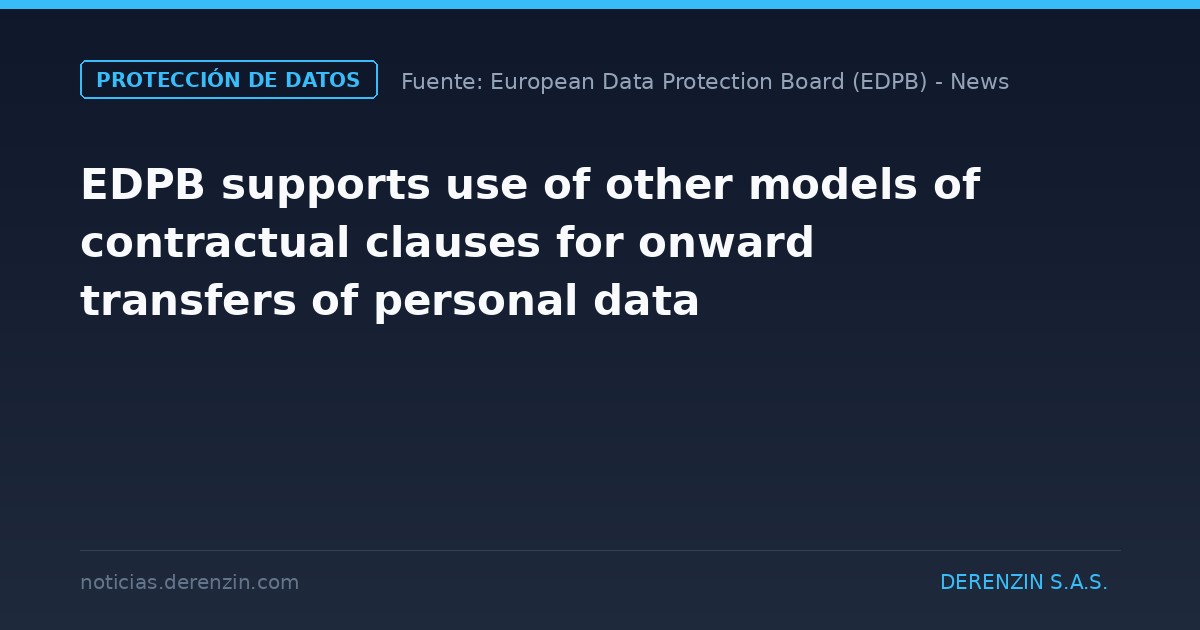 PROTECCIÓN DE DATOS
Fuente: European Data Protection Board (EDPB) - News
EDPB supports use of other models of
contractual clauses for onward
transfers of personal data
noticias.derenzin.com
DERENZIN S.A.S.